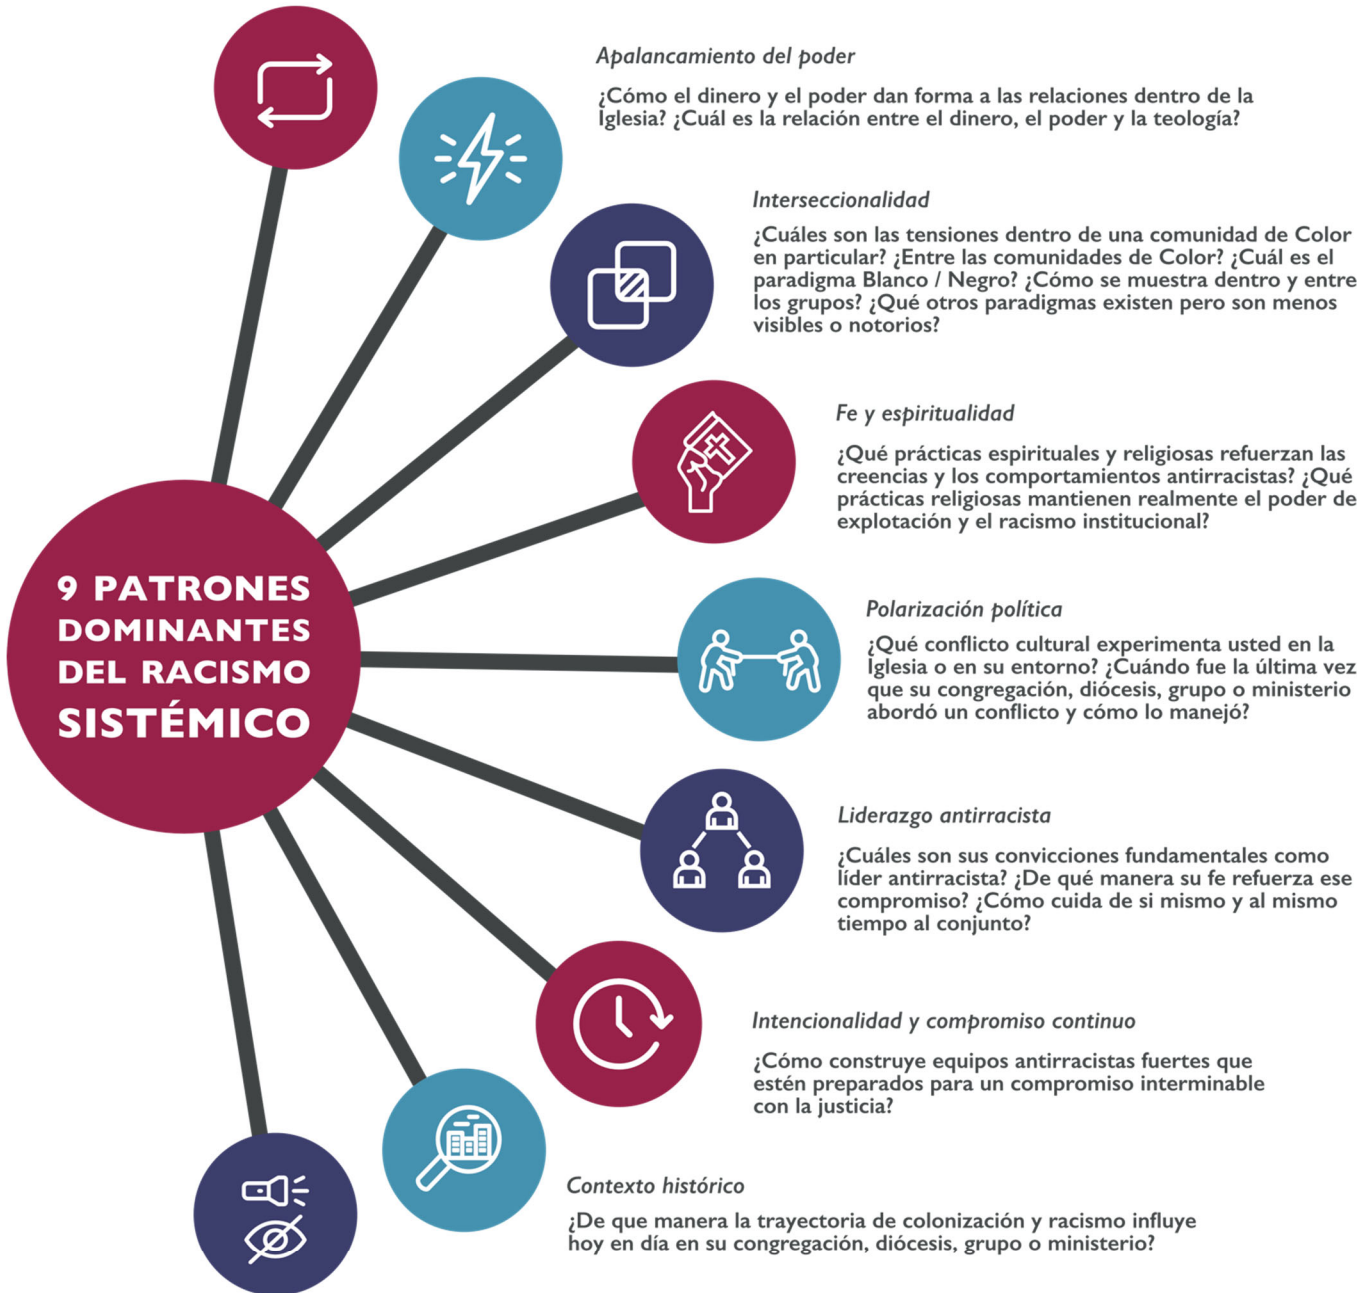 Apalancamiento del poder
¿Cómo el dinero y el poder dan forma a las relaciones dentro de la
Iglesia? ¿Cuál es la relación entre el dinero, el poder y la teología?
Interseccionalidad
¿Cuáles son las tensiones dentro de una comunidad de Color
en particular? ¿Entre las comunidades de Color? ¿Cuál es el
paradigma Blanco / Negro? ¿Cómo se muestra dentro y entre
los grupos? ¿Qué otros paradigmas existen pero son menos
visibles o notorios?
Fe y espiritualidad
¿Qué prácticas espirituales y religiosas refuerzan las
creencias y los comportamientos antirracistas? ¿Qué
prácticas religiosas mantienen realmente el poder de
explotación y el racismo institucional?
9 PATRONES
DOMINANTES
DEL RACISMO
SISTÉMICO
Polarización política
¿Qué conflicto cultural experimenta usted en la
Iglesia o en su entorno? ¿Cuándo fue la última vez
que su congregación, diócesis, grupo o ministerio
abordó un conflicto y cómo lo manejó?
Liderazgo antirracista
¿Cuáles son sus convicciones fundamentales como
líder antirracista? ¿De qué manera su fe refuerza ese
compromiso? ¿Cómo cuida de si mismo y al mismo
tiempo al conjunto?
Intencionalidad y compromiso continuo
¿Cómo construye equipos antirracistas fuertes que
estén preparados para un compromiso interminable
con la justicia?
Contexto histórico
¿De que manera la trayectoria de colonización y racismo influye
hoy en día en su congregación, diócesis, grupo o ministerio?